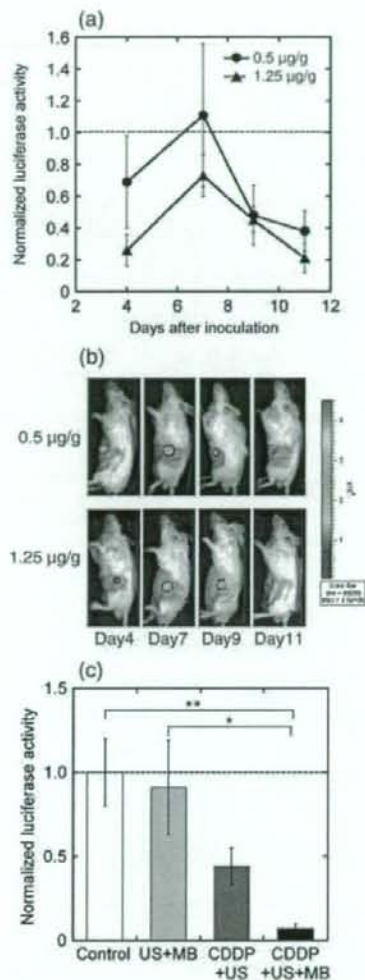 (a)
Normalized luciferase activity
1.6
1.4
1.2
1.0
0.8
0.6
0.4
0.2
0
0.5 µg/g
1.25 µg/g
2 4 6 8 10 12
Days after inoculation
(b)
0.5 µg/g
1.25 µg/g
Day4 Day7 Day9 Day11
(c)
Normalized luciferase activity
1.5
1.0
0.5
0
**
*
Control US+MB CDDP+US CDDP+US+MB